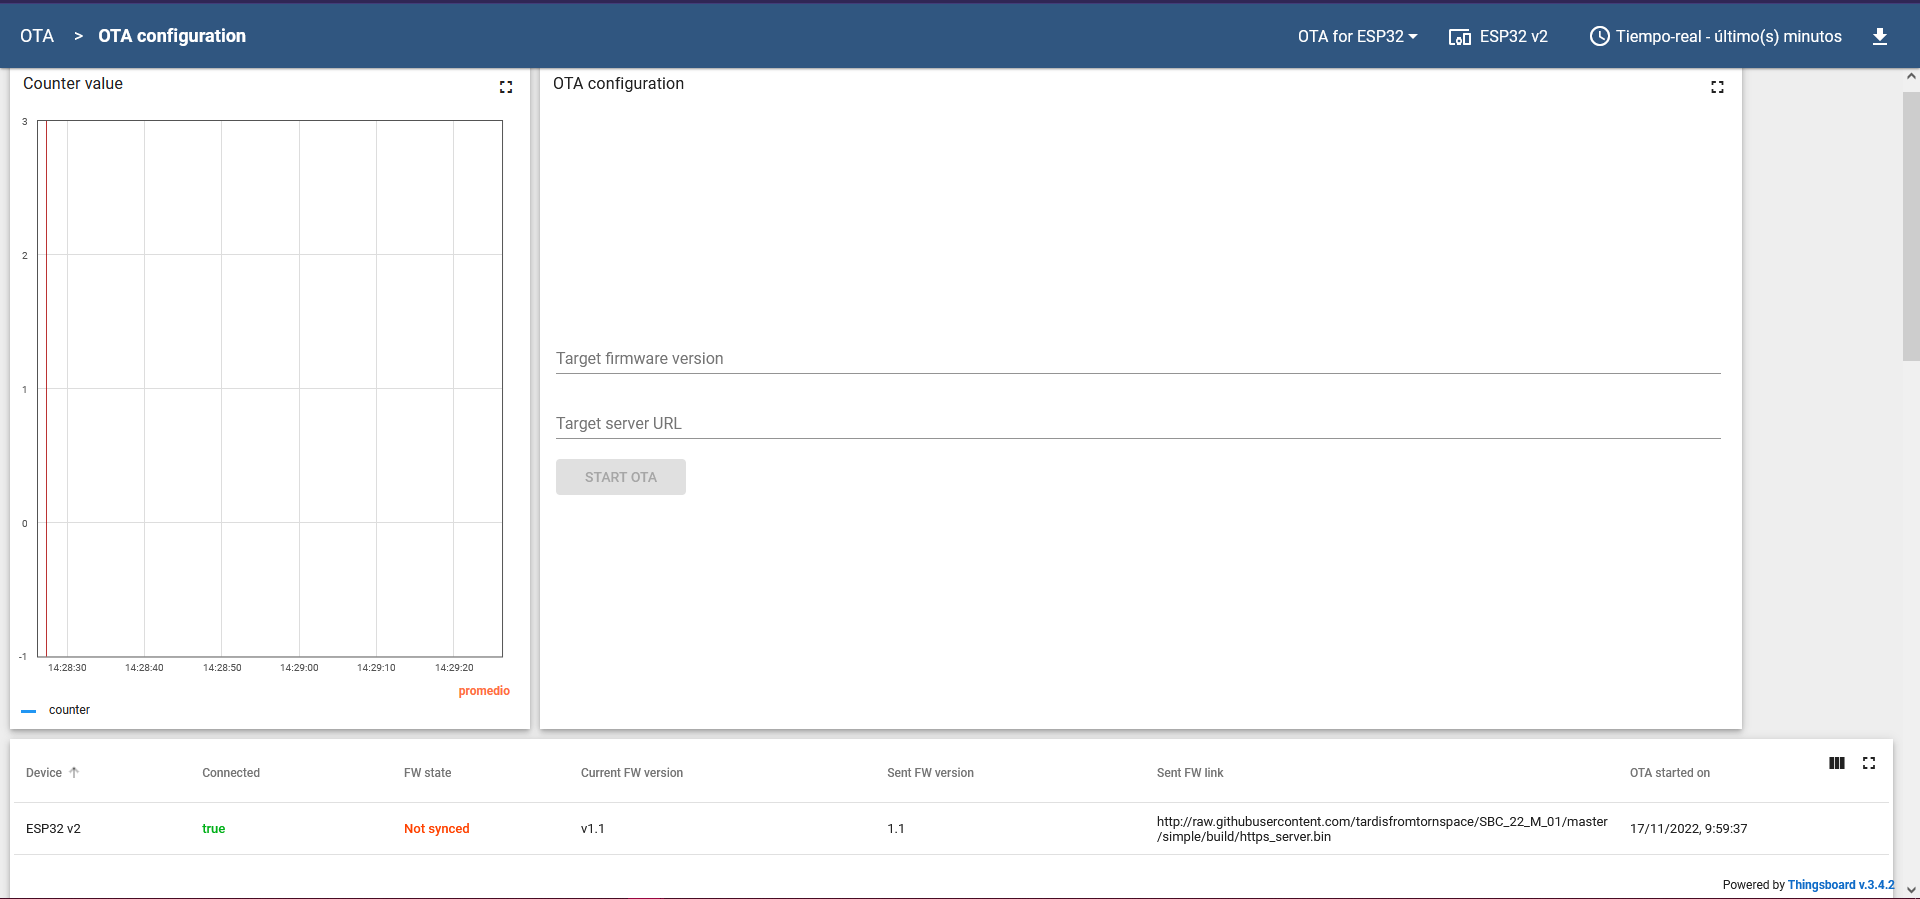 OTA > OTA configuration
OTA for ESP32
ESP32 v2
Tiempo-real - último(s) minutos
Counter value
3
2
1
0
-1
14:28:30 14:28:40 14:28:50 14:29:00 14:29:10 14:29:20
promedio
counter
OTA configuration
Target firmware version
Target server URL
START OTA
Device Connected FW state Current FW version Sent FW version Sent FW link OTA started on
ESP32 v2 true Not synced v1.1 1.1 http://raw.githubusercontent.com/tardisfromtornspace/SBC_22_M_01/master
/simple/build/https_server.bin 17/11/2022, 9:59:37
Powered by Thingsboard v.3.4.2